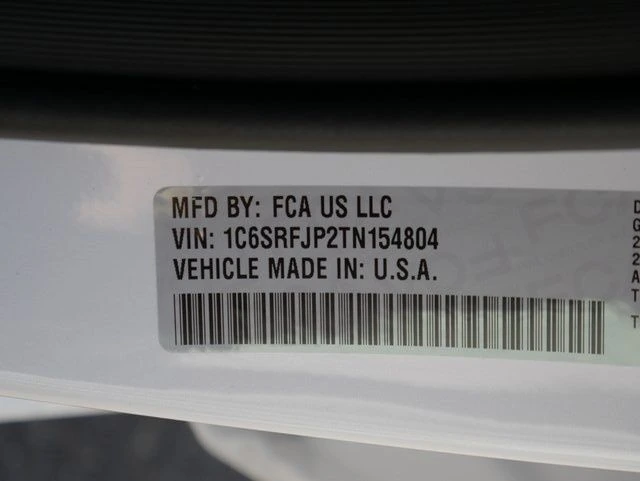 MFD BY: FCA US LLC
VIN: 1C6SRFJP2TN154804
VEHICLE MADE IN: U.S.A.